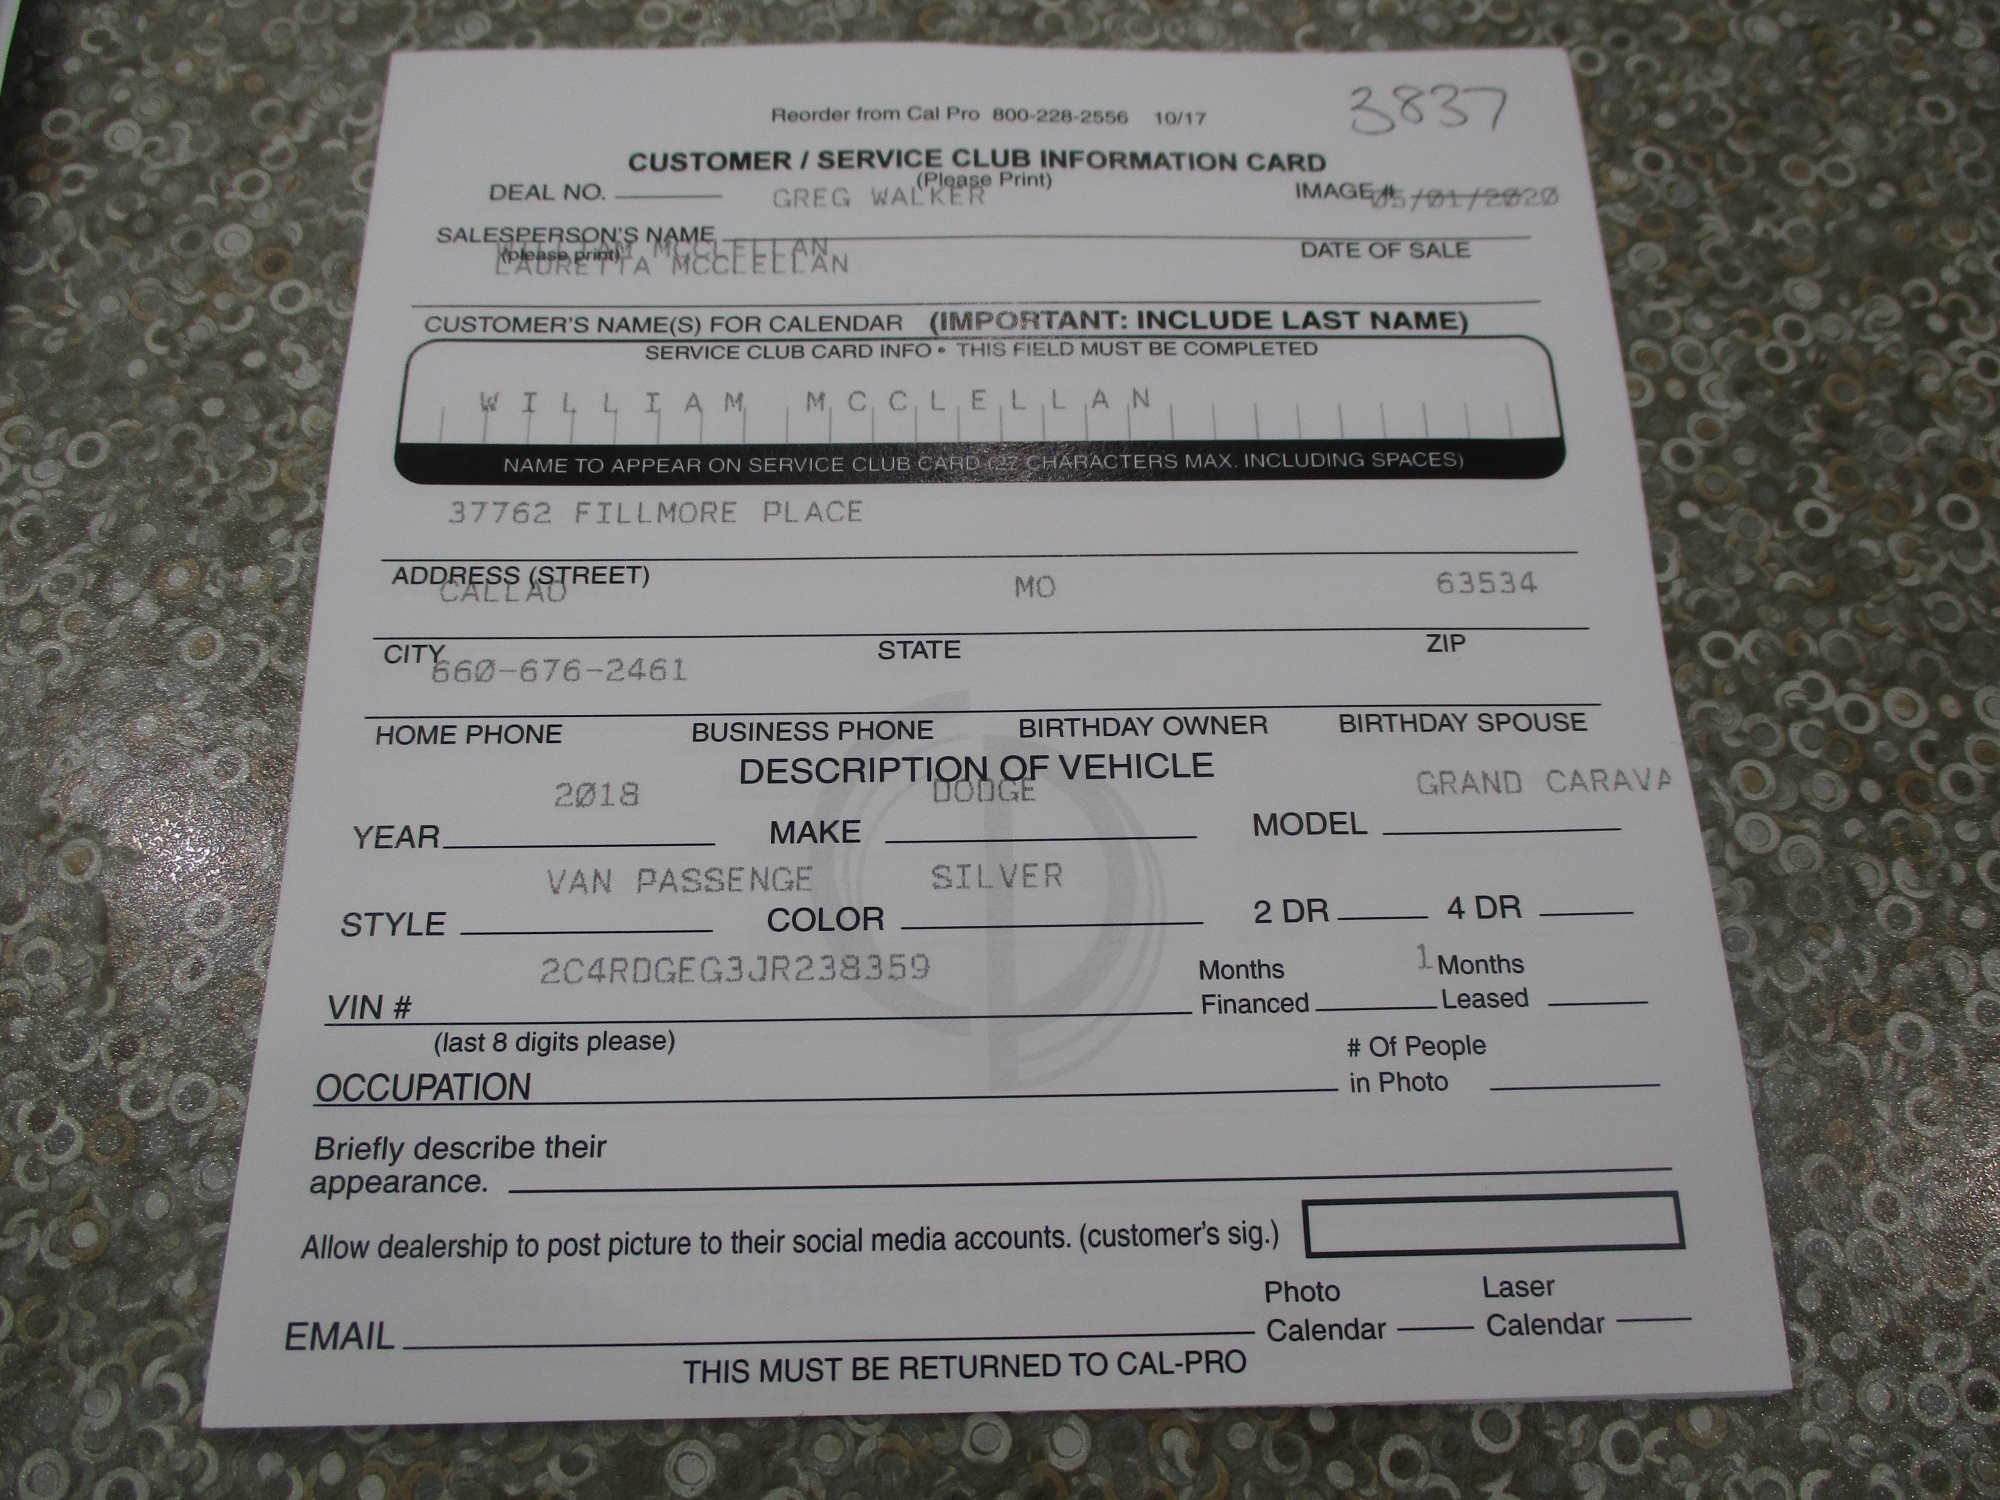 3837
Reorder from Cal Pro 800-228-2556 10/17
CUSTOMER / SERVICE CLUB INFORMATION CARD
(Please Print)
DEAL NO. GREG WALKER IMAGE# 05/01/2020
SALESPERSON'S NAME DATE OF SALE
(please print)
WILLIAM MCCLELLAN
LAURETTA MCCLELLAN
CUSTOMER'S NAME(S) FOR CALENDAR (IMPORTANT: INCLUDE LAST NAME)
SERVICE CLUB CARD INFO • THIS FIELD MUST BE COMPLETED
WILLIAM MCCLELLAN
NAME TO APPEAR ON SERVICE CLUB CARD (27 CHARACTERS MAX. INCLUDING SPACES)
37762 FILLMORE PLACE
ADDRESS (STREET)
CALLAO MO 63534
CITY STATE ZIP
660-676-2461
HOME PHONE BUSINESS PHONE BIRTHDAY OWNER BIRTHDAY SPOUSE
DESCRIPTION OF VEHICLE
2018 DODGE GRAND CARAVA
YEAR MAKE MODEL
VAN PASSENGE SILVER
STYLE COLOR 2 DR 4 DR
2C4RDGEG3JR238359 1
VIN # Months Financed Months Leased
(last 8 digits please)
OCCUPATION # Of People in Photo
Briefly describe their
appearance.
Allow dealership to post picture to their social media accounts. (customer's sig.)
EMAIL Photo Calendar Laser Calendar
THIS MUST BE RETURNED TO CAL-PRO